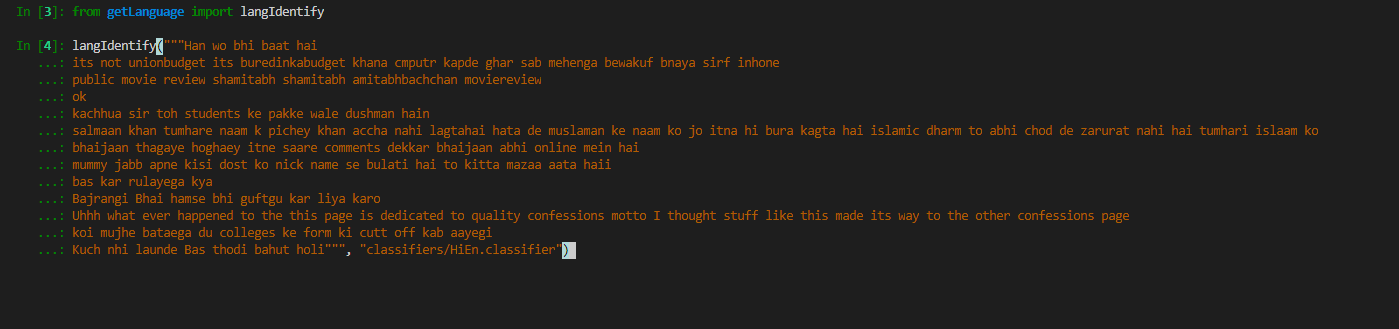 In [3]: from getLanguage import langIdentify
In [4]: langIdentify("""Han wo bhi baat hai
...: its not unionbudget its buredinkabudget khana cmputr kapde ghar sab mehenga bewakuf bnaya sirf inhone
...: public movie review shamitabh shamitabh amitabhbachchan moviereview
...: ok
...: kachhua sir toh students ke pakke wale dushman hain
...: salmaan khan tumhare naam k pichey khan accha nahi lagtahai hata de muslaman ke naam ko jo itna hi bura kagta hai islamic dharm to abhi chod de zarurat nahi hai tumhari islaam ko
...: bhaijaan thagaye hoghaey itne saare comments dekkar bhaijaan abhi online mein hai
...: mummy jabb apne kisi dost ko nick name se bulati hai to kitta mazaa aata haii
...: bas kar rulayega kya
...: Bajrangi Bhai hamse bhi guftgu kar liya karo
...: Uhhh what ever happened to the this page is dedicated to quality confessions motto I thought stuff like this made its way to the other confessions page
...: koi mujhe bataega du colleges ke form ki cutt off kab aayegi
...: Kuch nhi launde Bas thodi bahut holi""", "classifiers/HiEn.classifier")